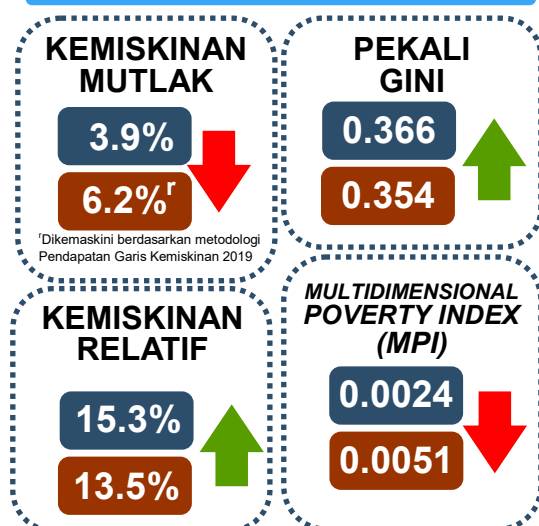 KEMISKINAN
MUTLAK
3.9%
6.2%ʳ
ʳDikemaskini berdasarkan metodologi
Pendapatan Garis Kemiskinan 2019
PEKALI
GINI
0.366
0.354
KEMISKINAN
RELATIF
15.3%
13.5%
MULTIDIMENSIONAL
POVERTY INDEX
(MPI)
0.0024
0.0051